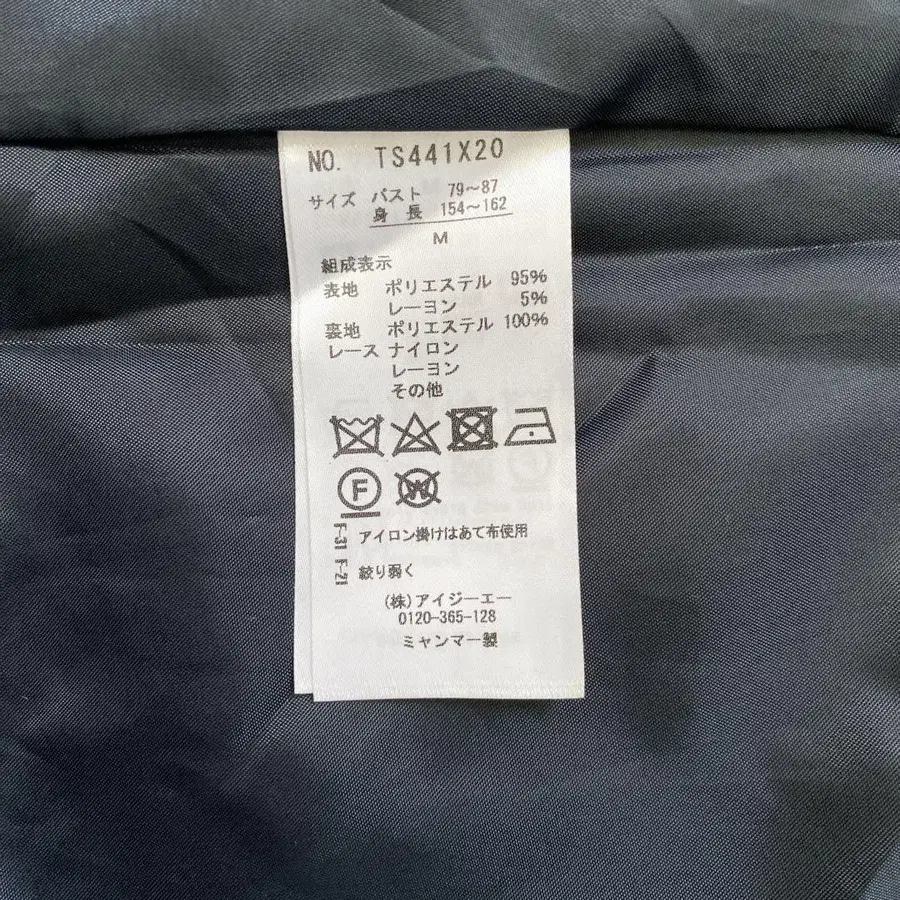 NO. TS441X20
サイズ バスト 79〜87
身長 154〜162
M
組成表示
表地 ポリエステル 95%
レーヨン 5%
裏地 ポリエステル 100%
レース ナイロン
レーヨン
その他
F W
F-31 アイロン掛けはあて布使用
F-21 絞り弱く
(株)アイジーエー
0120-365-128
ミャンマー製